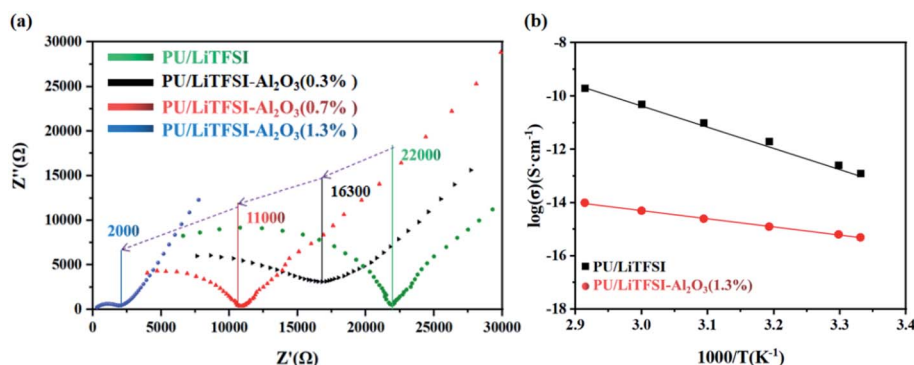 (a)
30000
25000
20000
15000
10000
5000
0
Z''(Ω)
PU/LiTFSI
PU/LiTFSI-Al₂O₃(0.3% )
PU/LiTFSI-Al₂O₃(0.7% )
PU/LiTFSI-Al₂O₃(1.3% )
22000
16300
11000
2000
0 5000 10000 15000 20000 25000 30000
Z'(Ω)
(b)
-8
-10
-12
-14
-16
-18
log(σ)(S·cm⁻¹)
PU/LiTFSI
PU/LiTFSI-Al₂O₃(1.3%)
2.9 3.0 3.1 3.2 3.3 3.4
1000/T(K⁻¹)